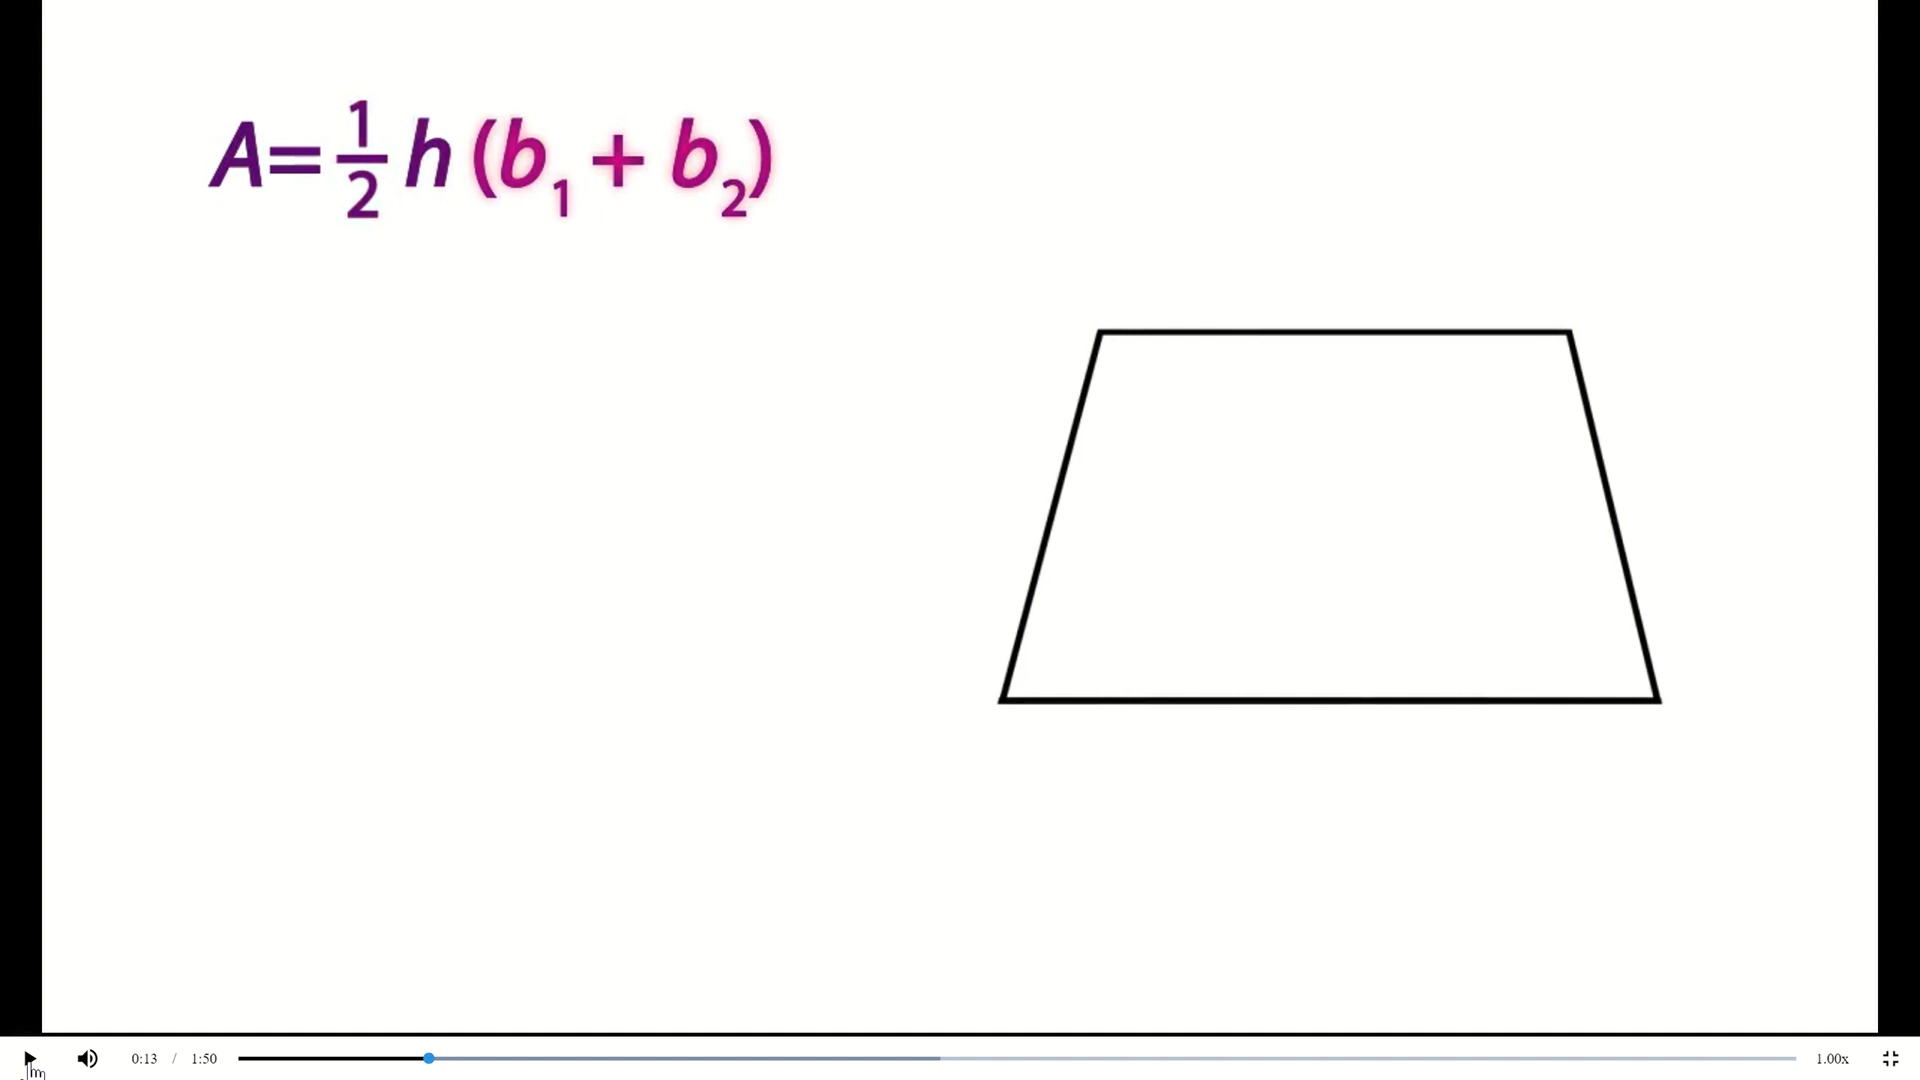 A = 1/2 h (b₁ + b₂)
0:13 / 1:50 1.00x